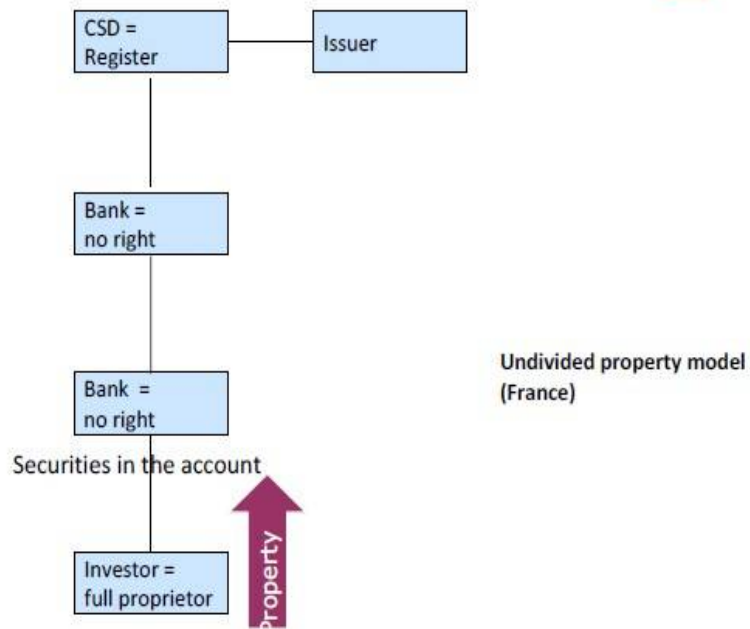 CSD =
Register
Issuer
Bank =
no right
Bank =
no right
Undivided property model
(France)
Securities in the account
Property
Investor =
full proprietor